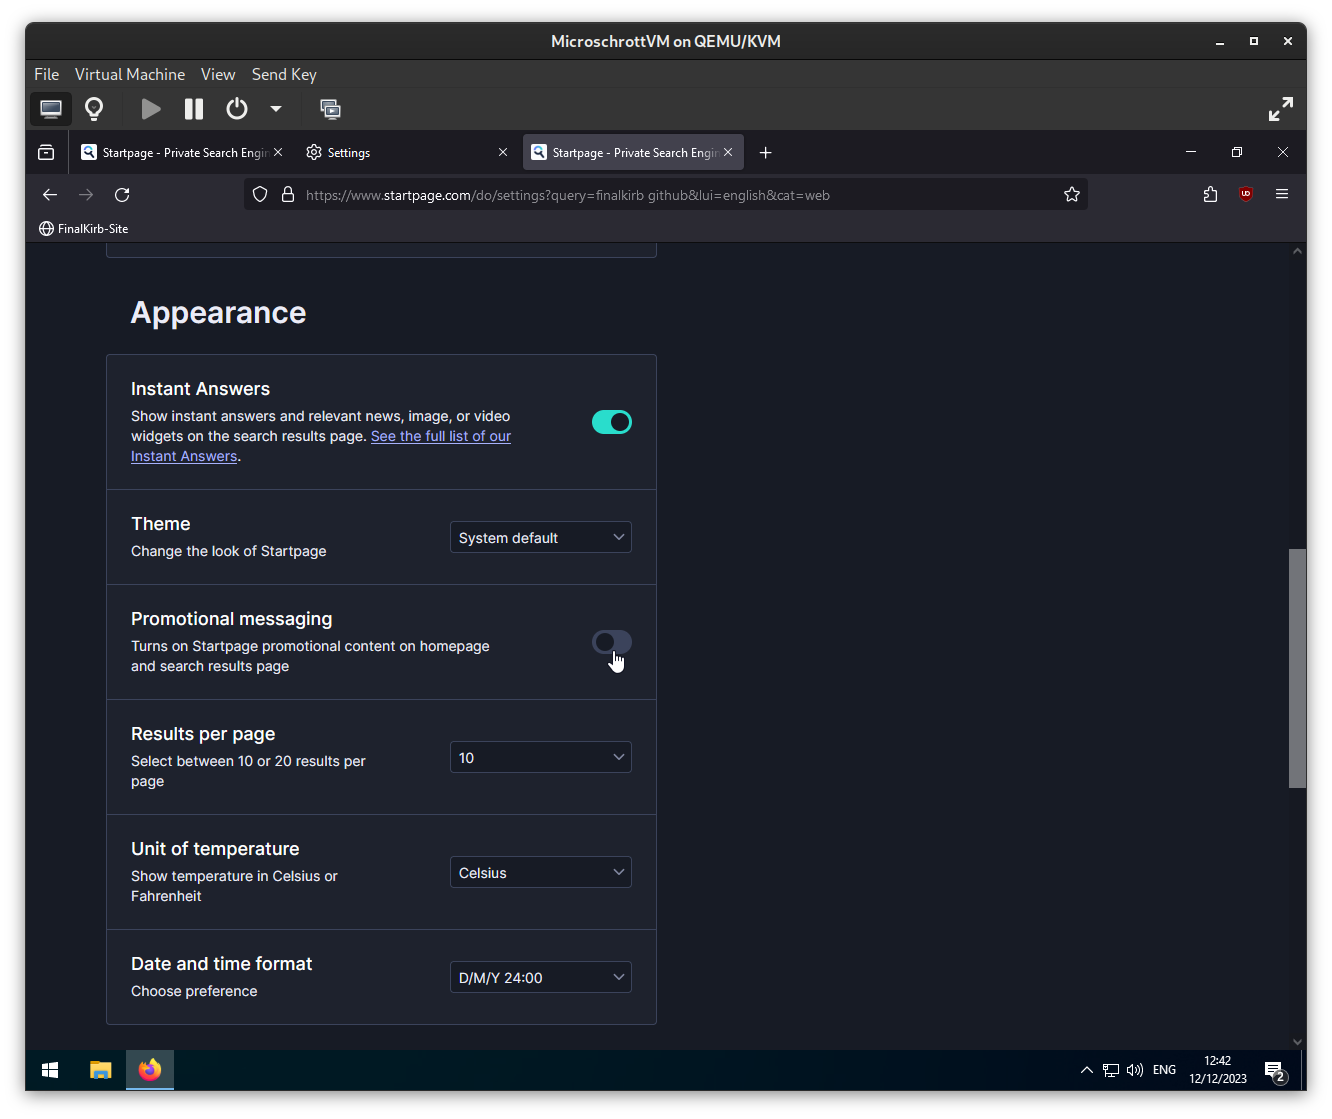 MicroschrottVM on QEMU/KVM
File Virtual Machine View Send Key
Startpage - Private Search Engin
Settings
Startpage - Private Search Engin
https://www.startpage.com/do/settings?query=finalkirb github&lui=english&cat=web
FinalKirb-Site
Appearance
Instant Answers
Show instant answers and relevant news, image, or video
widgets on the search results page. See the full list of our
Instant Answers.
Theme
Change the look of Startpage
System default
Promotional messaging
Turns on Startpage promotional content on homepage
and search results page
Results per page
Select between 10 or 20 results per
page
10
Unit of temperature
Show temperature in Celsius or
Fahrenheit
Celsius
Date and time format
Choose preference
D/M/Y 24:00
ENG
12:42
12/12/2023
2